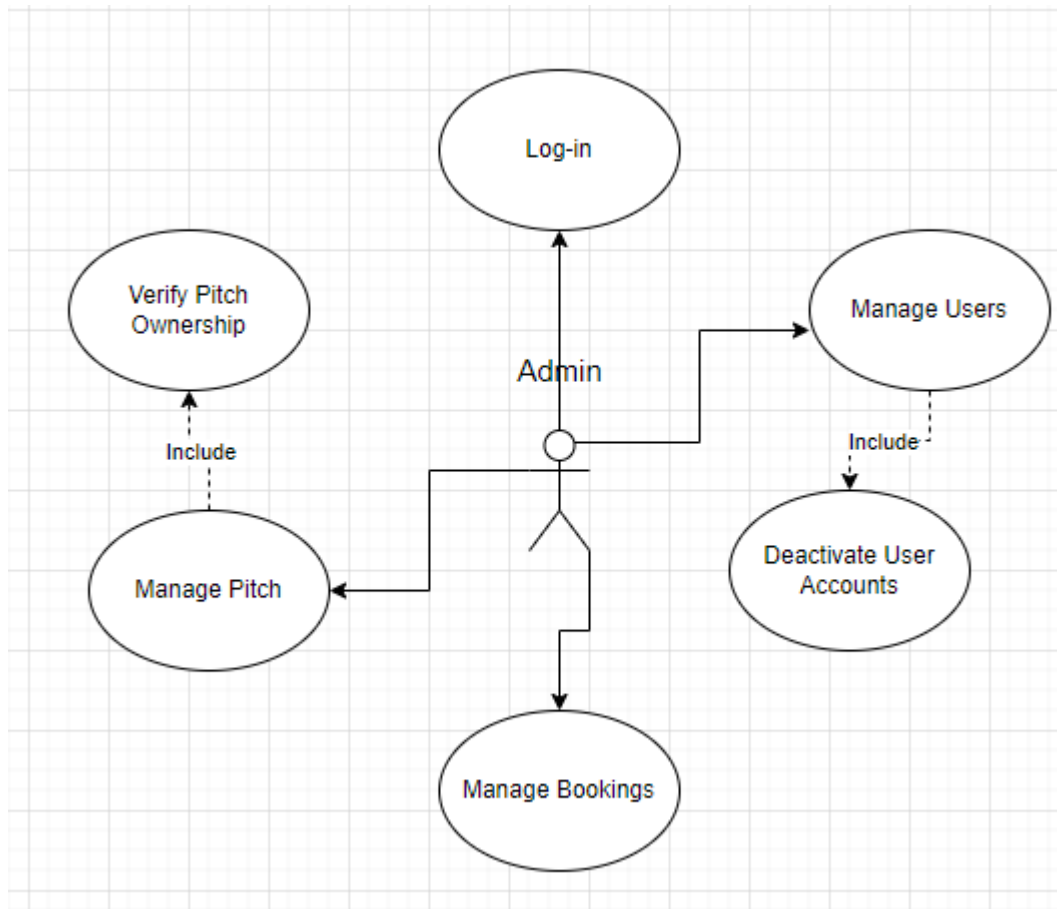 Log-in
Verify Pitch
Ownership
Manage Users
Admin
Include
Include
Manage Pitch
Deactivate User
Accounts
Manage Bookings